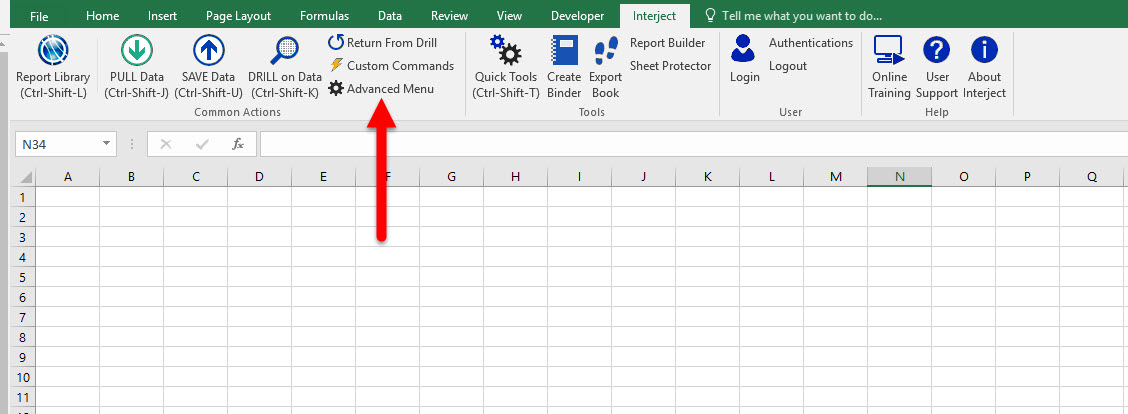 File Home Insert Page Layout Formulas Data Review View Developer Interject Tell me what you want to do...
Report Library
(Ctrl-Shift-L)
PULL Data
(Ctrl-Shift-J)
SAVE Data
(Ctrl-Shift-U)
DRILL on Data
(Ctrl-Shift-K)
Return From Drill
Custom Commands
Advanced Menu
Common Actions
Quick Tools
(Ctrl-Shift-T)
Create
Binder
Export
Book
Report Builder
Sheet Protector
Tools
Login
Authentications
Logout
User
Online
Training
User
Support
About
Interject
Help
N34
fx
A B C D E F G H I J K L M N O P Q
1
2
3
4
5
6
7
8
9
10
11